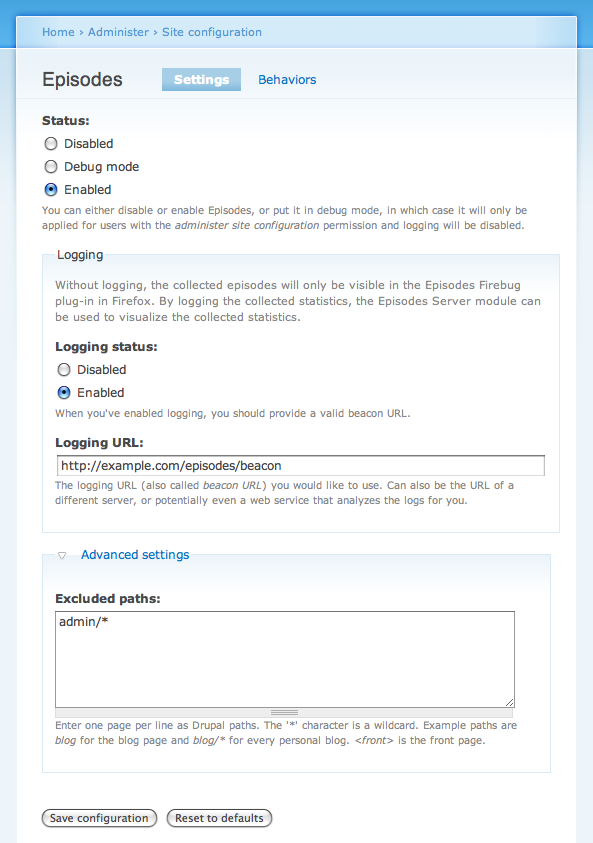 Home › Administer › Site configuration
Episodes Settings Behaviors
Status:
Disabled
Debug mode
Enabled
You can either disable or enable Episodes, or put it in debug mode, in which case it will only be
applied for users with the administer site configuration permission and logging will be disabled.
Logging
Without logging, the collected episodes will only be visible in the Episodes Firebug
plug-in in Firefox. By logging the collected statistics, the Episodes Server module can
be used to visualize the collected statistics.
Logging status:
Disabled
Enabled
When you've enabled logging, you should provide a valid beacon URL.
Logging URL:
http://example.com/episodes/beacon
The logging URL (also called beacon URL) you would like to use. Can also be the URL of a
different server, or potentially even a web service that analyzes the logs for you.
Advanced settings
Excluded paths:
admin/*
Enter one page per line as Drupal paths. The '*' character is a wildcard. Example paths are
blog for the blog page and blog/* for every personal blog. <front> is the front page.
Save configuration Reset to defaults